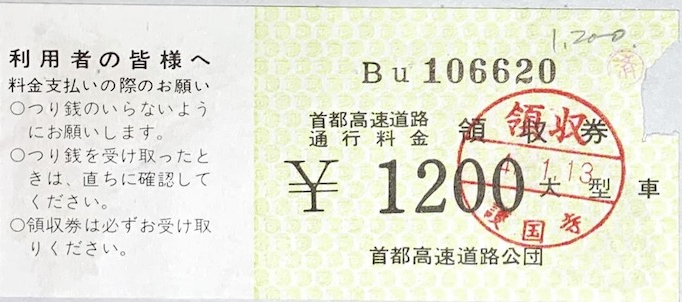 利用者の皆様へ
料金支払いの際のお願い
○つり銭のいらないよう
にお願いします。
○つり銭を受け取ったと
きは、直ちに確認して
ください。
○領収券は必ずお受け取
りください。
1,200.
済
Bu 106620
首都高速道路
通行料金
領収券
¥ 1200 大型車
首都高速道路公団
領収
4.1.13
護国寺